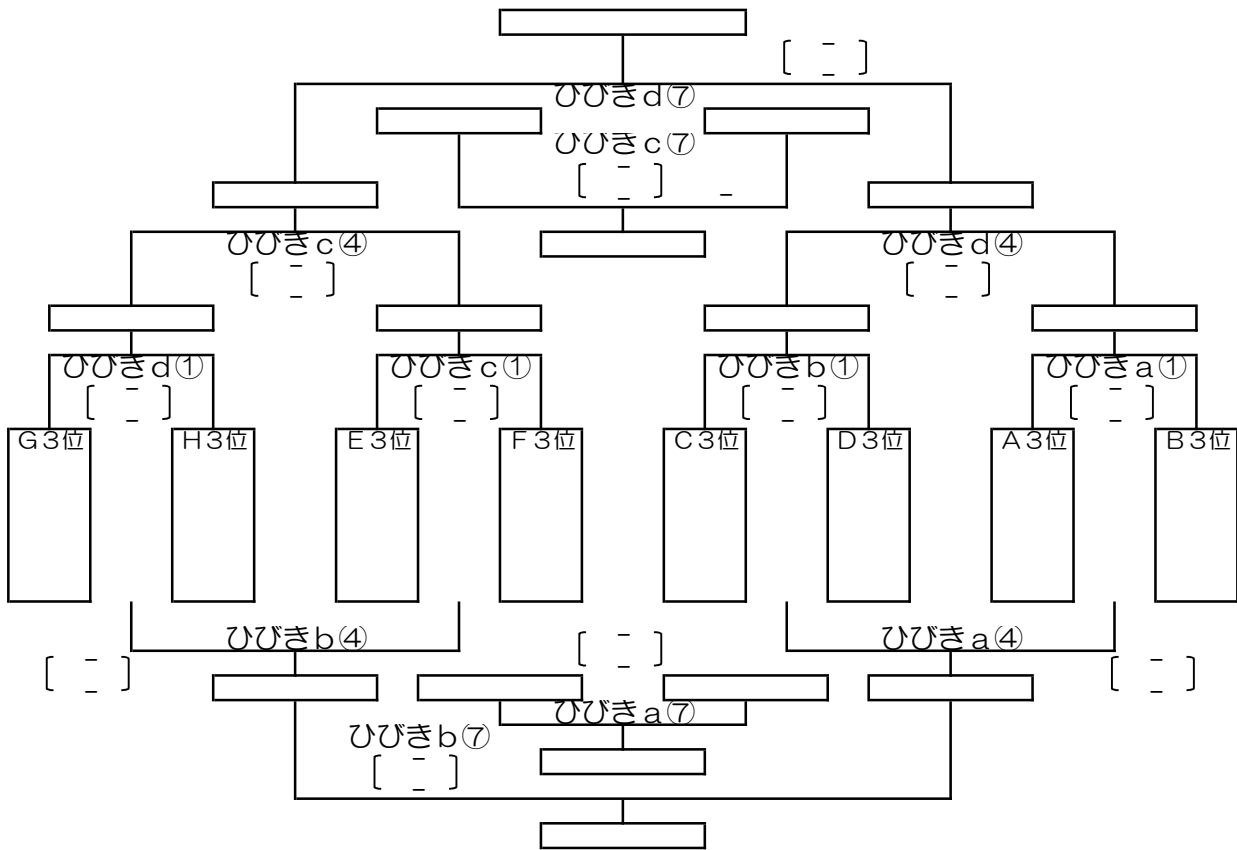 [ - - ]
ひびきd⑦
ひびきc⑦
[ - - ] -
ひびきc④ ひびきd④
[ - - ] [ - - ]
ひびきd① ひびきc① ひびきb① ひびきa①
[ - - ] [ - - ] [ - - ] [ - - ]
G3位 H3位 E3位 F3位 C3位 D3位 A3位 B3位
ひびきb④ [ - - ] ひびきa④
[ - - ] [ - - ]
ひびきa⑦
ひびきb⑦
[ - - ]